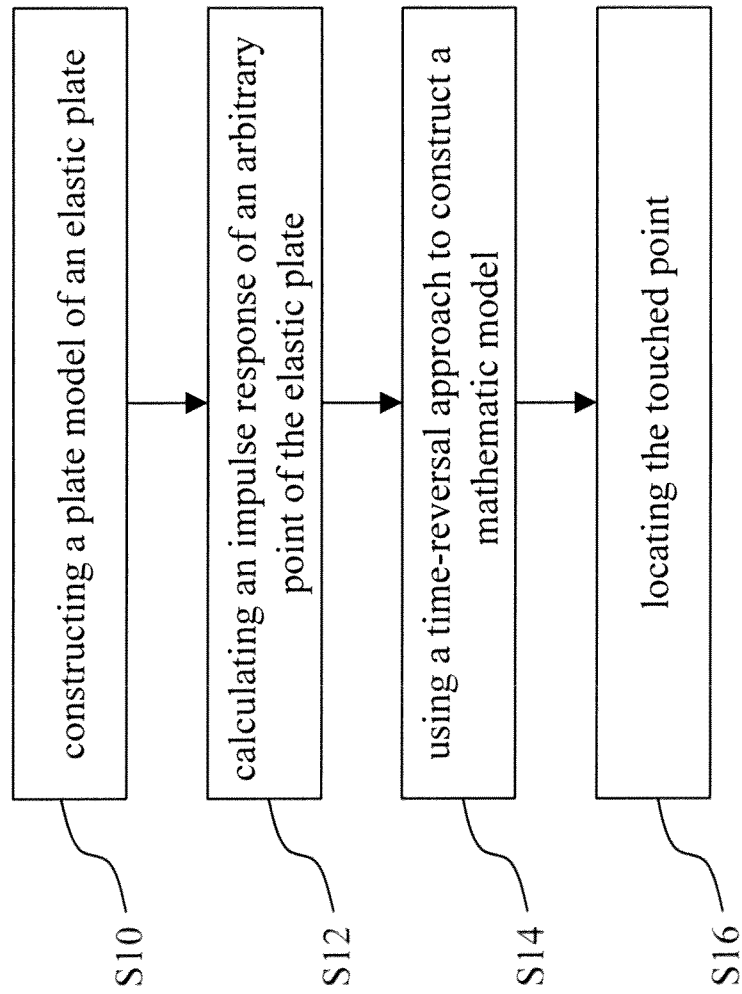 constructing a plate model of an elastic plate
S10
calculating an impulse response of an arbitrary
point of the elastic plate
S12
using a time-reversal approach to construct a
mathematic model
S14
locating the touched point
S16